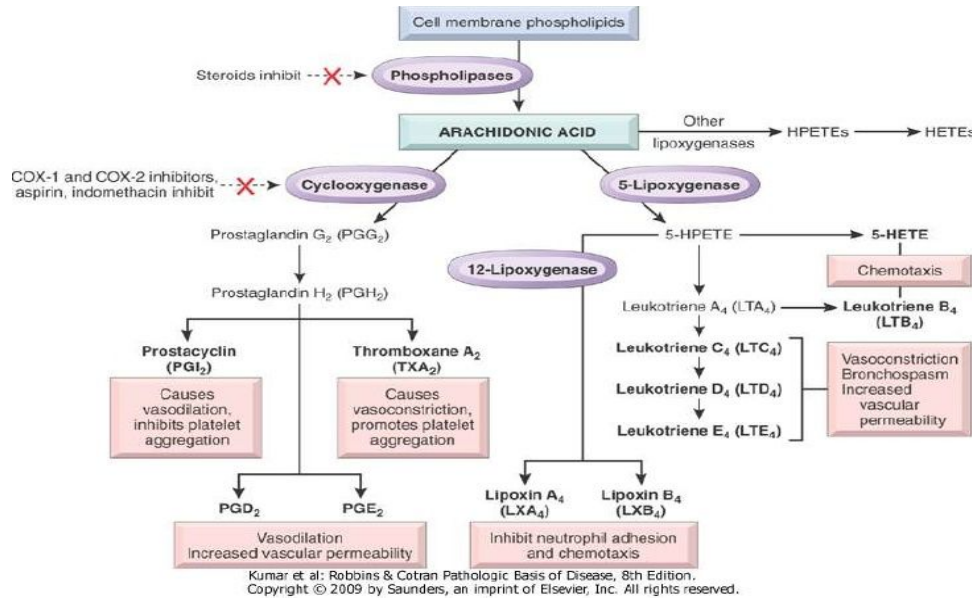 Cell membrane phospholipids
Steroids inhibit
Phospholipases
ARACHIDONIC ACID
Other
lipoxygenases
HPETEs
HETEs
COX-1 and COX-2 inhibitors,
aspirin, indomethacin inhibit
Cyclooxygenase
5-Lipoxygenase
Prostaglandin G₂ (PGG₂)
5-HPETE
5-HETE
12-Lipoxygenase
Chemotaxis
Prostaglandin H₂ (PGH₂)
Leukotriene A₄ (LTA₄)
Leukotriene B₄
(LTB₄)
Prostacyclin
(PGI₂)
Thromboxane A₂
(TXA₂)
Leukotriene C₄ (LTC₄)
Leukotriene D₄ (LTD₄)
Leukotriene E₄ (LTE₄)
Vasoconstriction
Bronchospasm
Increased
vascular
permeability
Causes
vasodilation,
inhibits platelet
aggregation
Causes
vasoconstriction,
promotes platelet
aggregation
PGD₂
PGE₂
Lipoxin A₄
(LXA₄)
Lipoxin B₄
(LXB₄)
Vasodilation
Increased vascular permeability
Inhibit neutrophil adhesion
and chemotaxis
Kumar et al: Robbins & Cotran Pathologic Basis of Disease, 8th Edition.
Copyright © 2009 by Saunders, an imprint of Elsevier, Inc. All rights reserved.